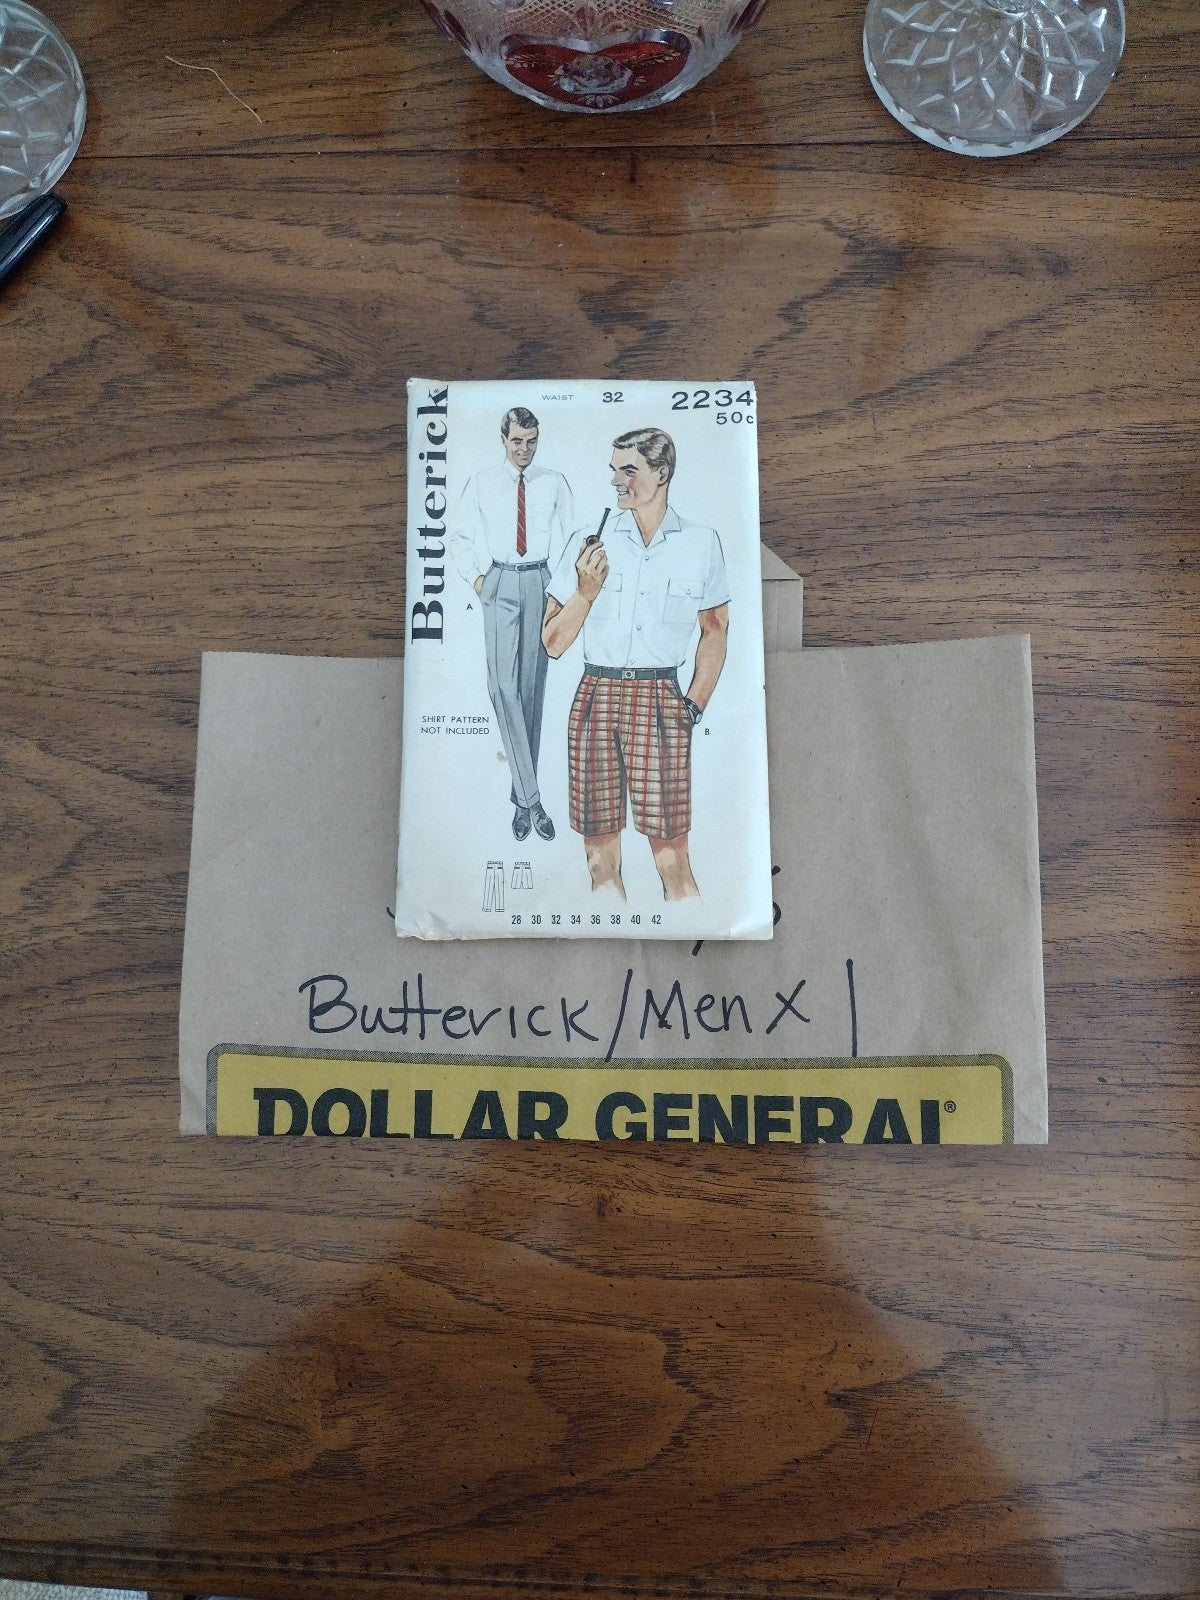 WAIST 32 2234
50c
Butterick
A
SHIRT PATTERN
NOT INCLUDED
B
28 30 32 34 36 38 40 42
Butterick/Men x 1
DOLLAR GENERAL®